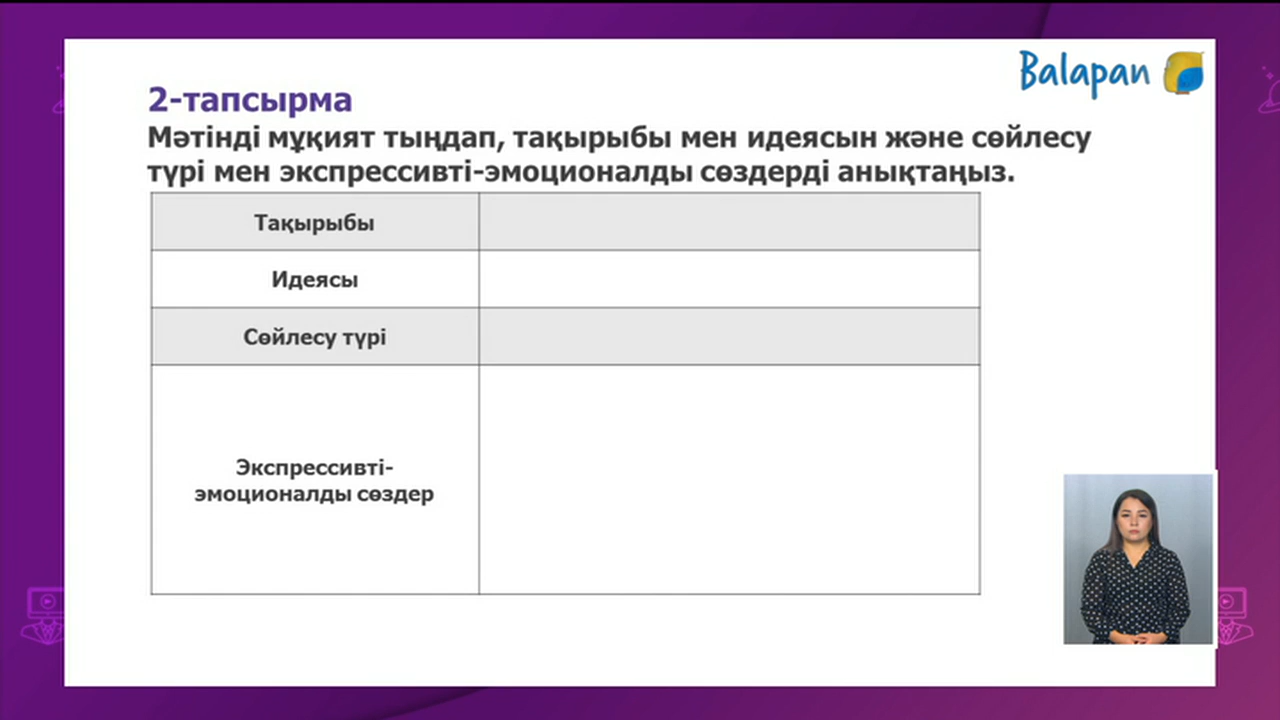 Balapan
2-тапсырма
Мәтінді мұқият тыңдап, тақырыбы мен идеясын және сөйлесу
түрі мен экспрессивті-эмоционалды сөздерді анықтаңыз.
Тақырыбы
Идеясы
Сөйлесу түрі
Экспрессивті-
эмоционалды сөздер